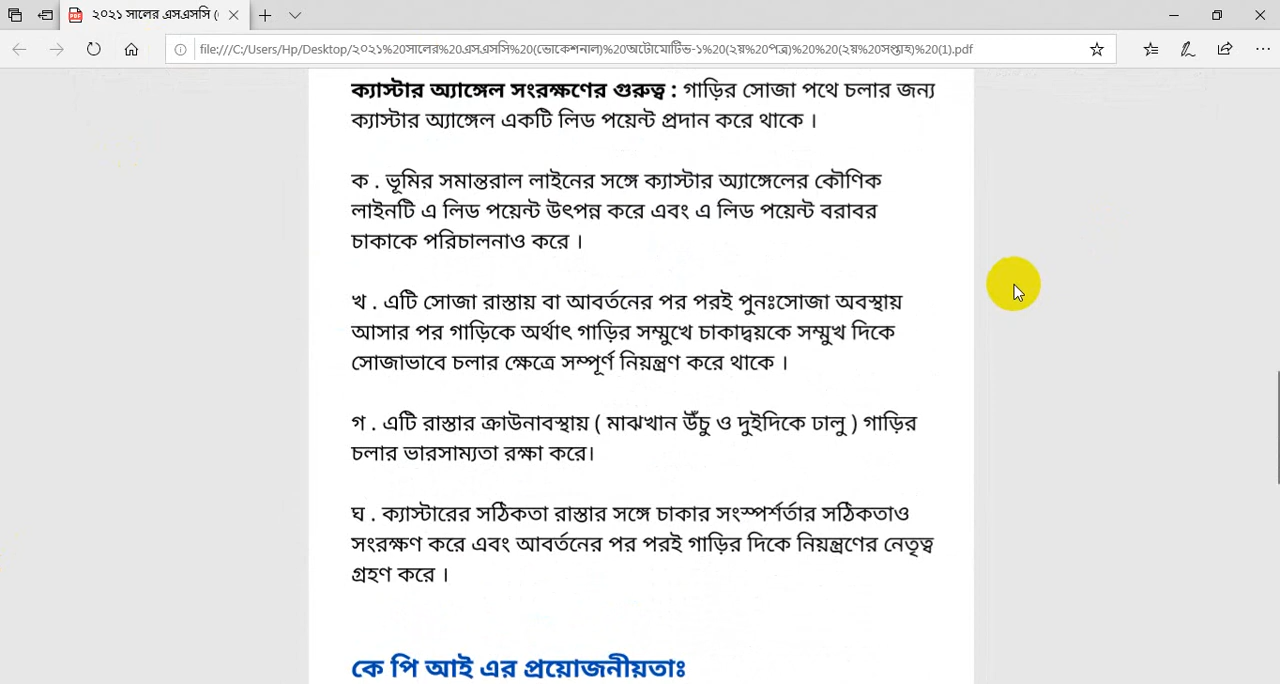 ২০২১ সালের এসএসসি (
file:///C:/Users/Hp/Desktop/২০২১%20সালের%20এসএসসি%20(ভোকেশনাল)%20অটোমোটিভ-১%20(২য়%20পত্র)%20%20(২য়%20সপ্তাহ)%20(1).pdf
ক্যাস্টার অ্যাঙ্গেল সংরক্ষণের গুরুত্ব : গাড়ির সোজা পথে চলার জন্য
ক্যাস্টার অ্যাঙ্গেল একটি লিড পয়েন্ট প্রদান করে থাকে ।
ক . ভূমির সমান্তরাল লাইনের সঙ্গে ক্যাস্টার অ্যাঙ্গেলের কৌণিক
লাইনটি এ লিড পয়েন্ট উৎপন্ন করে এবং এ লিড পয়েন্ট বরাবর
চাকাকে পরিচালনাও করে ।
খ . এটি সোজা রাস্তায় বা আবর্তনের পর পরই পুনঃসোজা অবস্থায়
আসার পর গাড়িকে অর্থাৎ গাড়ির সম্মুখে চাকাদ্বয়কে সম্মুখ দিকে
সোজাভাবে চলার ক্ষেত্রে সম্পূর্ণ নিয়ন্ত্রণ করে থাকে ।
গ . এটি রাস্তার ক্রাউনাবস্থায় ( মাঝখান উঁচু ও দুইদিকে ঢালু ) গাড়ির
চলার ভারসাম্যতা রক্ষা করে।
ঘ . ক্যাস্টারের সঠিকতা রাস্তার সঙ্গে চাকার সংস্পর্শর্তার সঠিকতাও
সংরক্ষণ করে এবং আবর্তনের পর পরই গাড়ির দিকে নিয়ন্ত্রণের নেতৃত্ব
গ্রহণ করে ।
কে পি আই এর প্রয়োজনীয়তাঃ